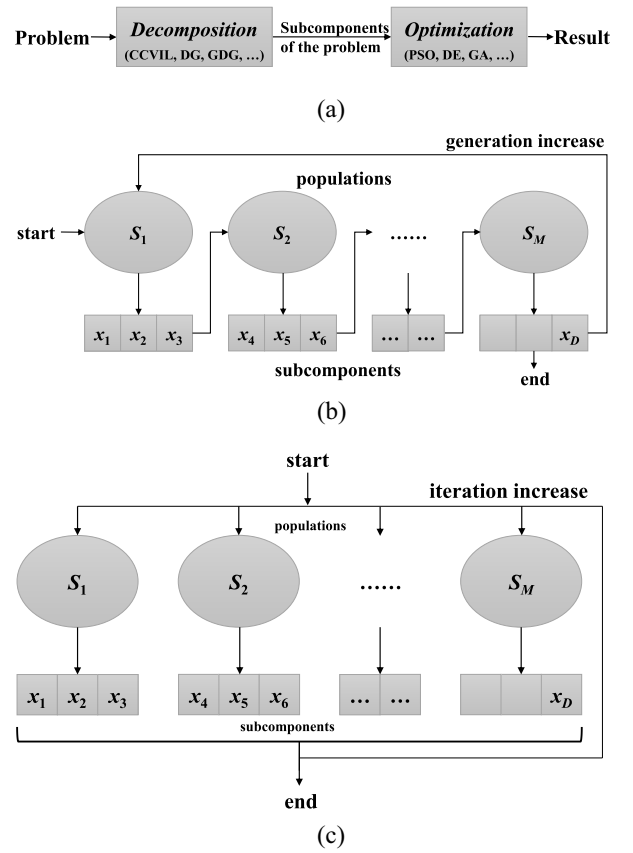 Problem
Decomposition
(CCVIL, DG, GDG, ...)
Subcomponents
of the problem
Optimization
(PSO, DE, GA, ...)
Result
(a)
generation increase
populations
start
S1
S2
......
SM
x1 x2 x3
x4 x5 x6
... ...
xD
subcomponents
end
(b)
start
iteration increase
populations
S1
S2
......
SM
x1 x2 x3
x4 x5 x6
... ...
xD
subcomponents
end
(c)